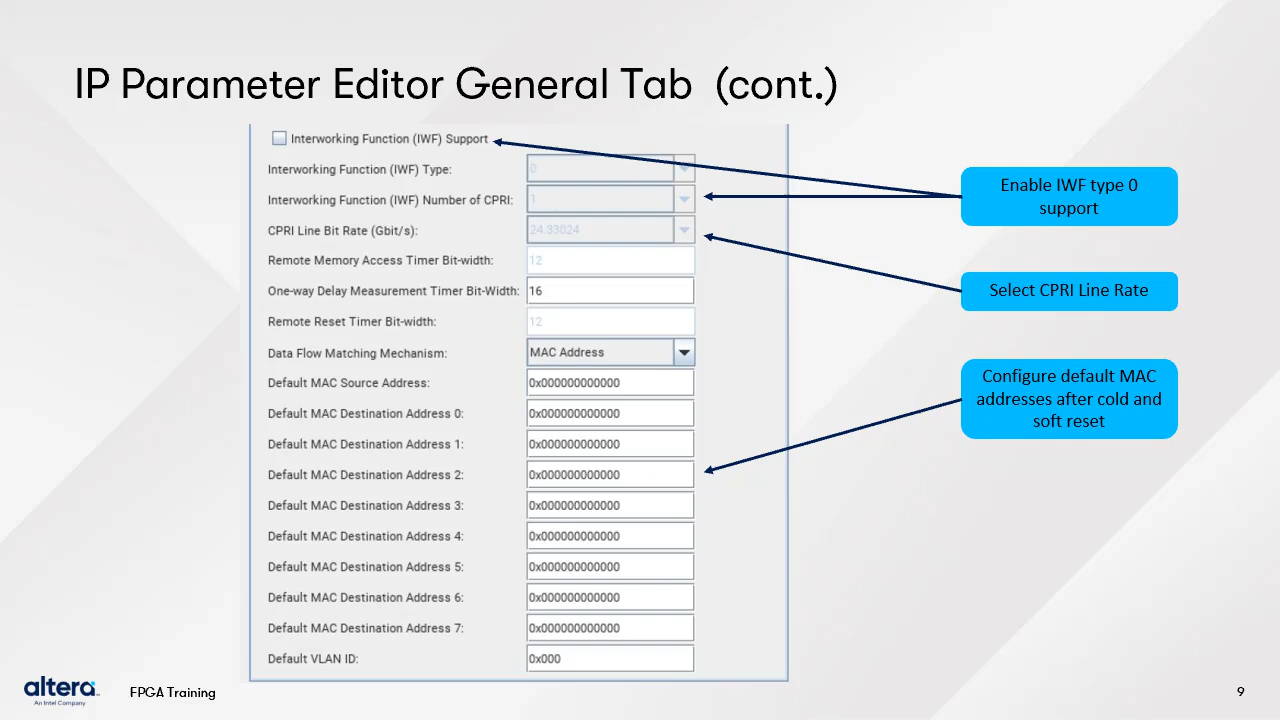 IP Parameter Editor General Tab (cont.)
Interworking Function (IWF) Support
Interworking Function (IWF) Type: 0
Interworking Function (IWF) Number of CPRI: 1
CPRI Line Bit Rate (Gbit/s): 24.33024
Remote Memory Access Timer Bit-width: 12
One-way Delay Measurement Timer Bit-Width: 16
Remote Reset Timer Bit-width: 12
Data Flow Matching Mechanism: MAC Address
Default MAC Source Address: 0x000000000000
Default MAC Destination Address 0: 0x000000000000
Default MAC Destination Address 1: 0x000000000000
Default MAC Destination Address 2: 0x000000000000
Default MAC Destination Address 3: 0x000000000000
Default MAC Destination Address 4: 0x000000000000
Default MAC Destination Address 5: 0x000000000000
Default MAC Destination Address 6: 0x000000000000
Default MAC Destination Address 7: 0x000000000000
Default VLAN ID: 0x000
Enable IWF type 0
support
Select CPRI Line Rate
Configure default MAC
addresses after cold and
soft reset
altera
An Intel Company
FPGA Training
9